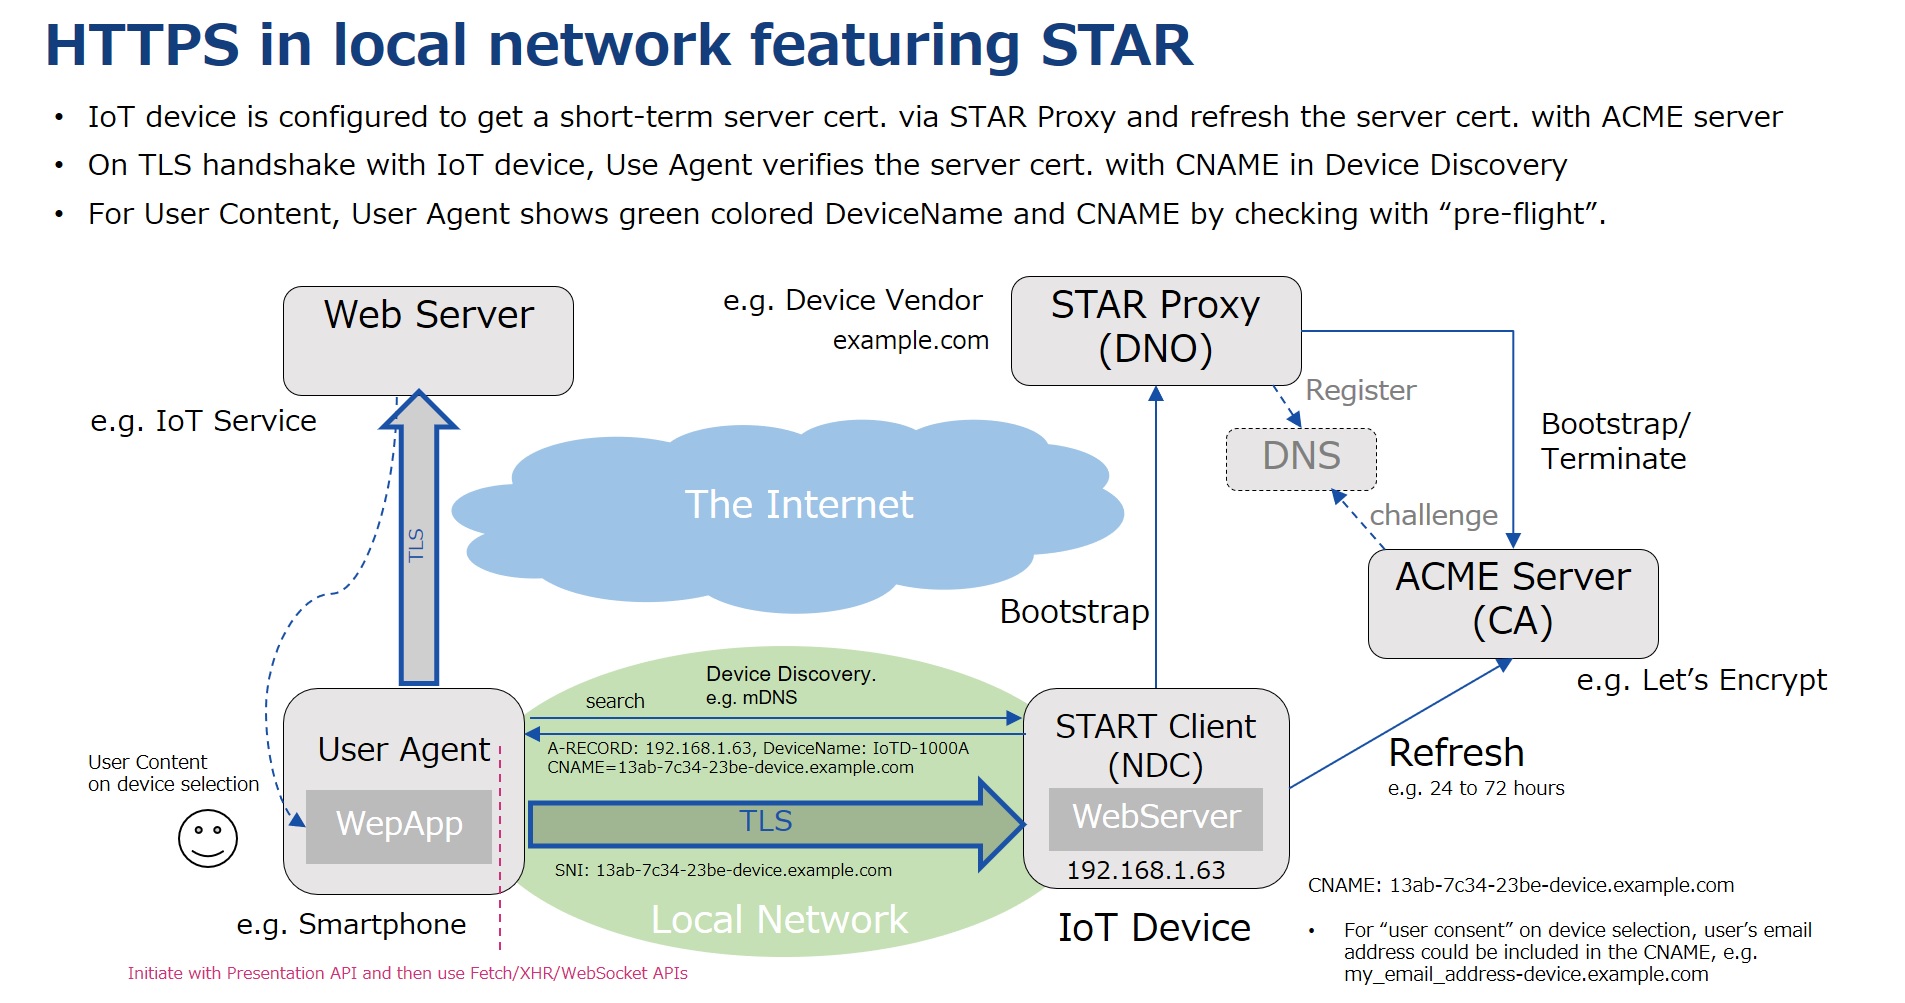 HTTPS in local network featuring STAR
• IoT device is configured to get a short-term server cert. via STAR Proxy and refresh the server cert. with ACME server
• On TLS handshake with IoT device, Use Agent verifies the server cert. with CNAME in Device Discovery
• For User Content, User Agent shows green colored DeviceName and CNAME by checking with “pre-flight”.
Web Server
e.g. IoT Service
e.g. Device Vendor
example.com
STAR Proxy
(DNO)
Register
DNS
challenge
Bootstrap/
Terminate
The Internet
TLS
Bootstrap
ACME Server
(CA)
e.g. Let’s Encrypt
Device Discovery.
e.g. mDNS
search
A-RECORD: 192.168.1.63, DeviceName: IoTD-1000A
CNAME=13ab-7c34-23be-device.example.com
User Agent
WepApp
User Content
on device selection
TLS
SNI: 13ab-7c34-23be-device.example.com
Local Network
START Client
(NDC)
WebServer
192.168.1.63
IoT Device
Refresh
e.g. 24 to 72 hours
e.g. Smartphone
Initiate with Presentation API and then use Fetch/XHR/WebSocket APIs
CNAME: 13ab-7c34-23be-device.example.com
• For “user consent” on device selection, user’s email
address could be included in the CNAME, e.g.
my_email_address-device.example.com